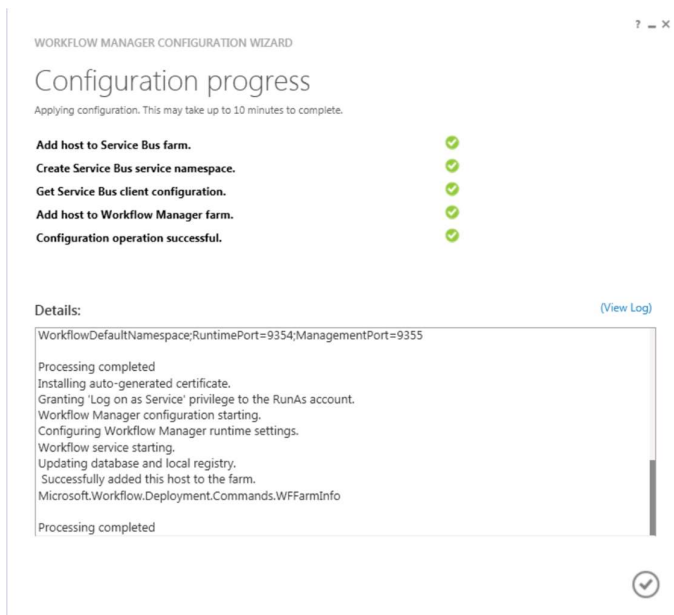 ? _ ×
WORKFLOW MANAGER CONFIGURATION WIZARD
Configuration progress
Applying configuration. This may take up to 10 minutes to complete.
Add host to Service Bus farm.
Create Service Bus service namespace.
Get Service Bus client configuration.
Add host to Workflow Manager farm.
Configuration operation successful.
Details:
(View Log)
WorkflowDefaultNamespace;RuntimePort=9354;ManagementPort=9355
Processing completed
Installing auto-generated certificate.
Granting 'Log on as Service' privilege to the RunAs account.
Workflow Manager configuration starting.
Configuring Workflow Manager runtime settings.
Workflow service starting.
Updating database and local registry.
Successfully added this host to the farm.
Microsoft.Workflow.Deployment.Commands.WFFarmInfo
Processing completed